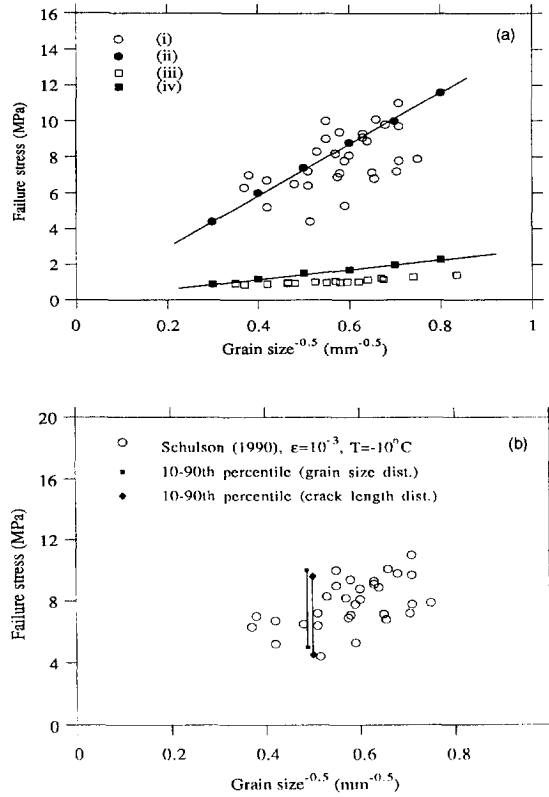 16
(a)
(i)
14
(ii)
(iii)
12
(iv)
10
8
6
4
2
0
0 0.2 0.4 0.6 0.8 1
Failure stress (MPa)
Grain size^-0.5 (mm^-0.5)
20
(b)
Schulson (1990), ε=10^-3, T=-10°C
10-90th percentile (grain size dist.)
16
10-90th percentile (crack length dist.)
12
8
4
0
0 0.2 0.4 0.6 0.8
Failure stress (MPa)
Grain size^-0.5 (mm^-0.5)